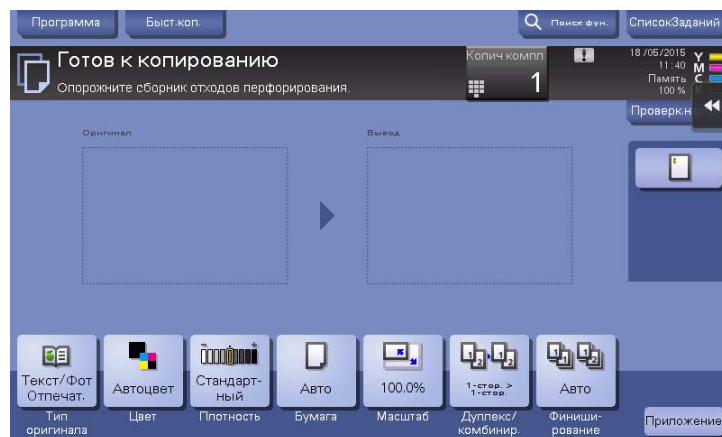 Программа
Быст.коп.
Поиск фун.
СписокЗаданий
Готов к копированию
Опорожните сборник отходов перфорирования.
Колич компл
1
18/05/2015
11:40
Память
100 %
Y
M
C
K
Проверк
Оригинал
Вывод
Текст/Фот
Отпечат.
Тип
оригинала
Автоцвет
Цвет
Стандарт-
ный
Плотность
Авто
Бумага
100.0%
Масштаб
1-стор. >
1-стор.
Дуплекс/
комбинир.
Авто
Финиши-
рование
Приложение